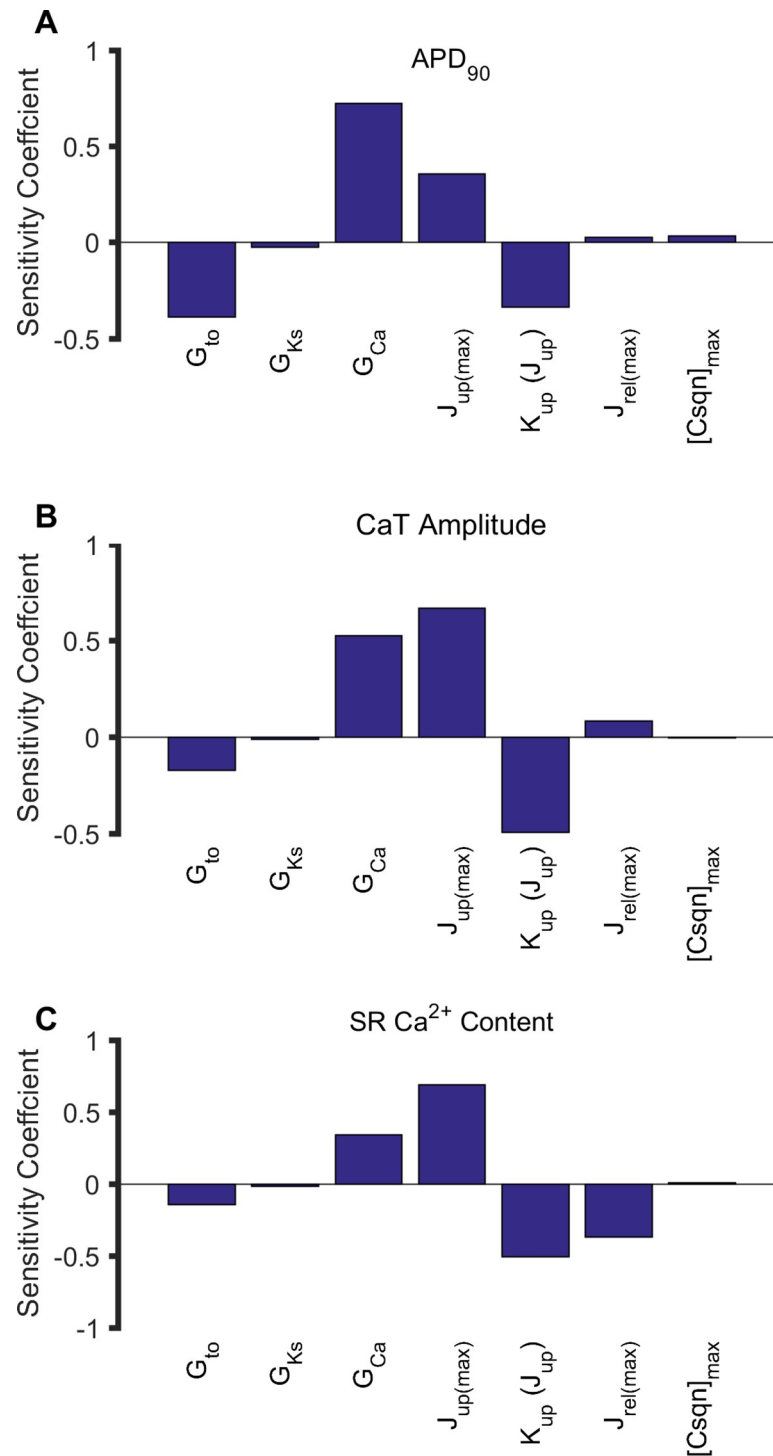 A
APD90
Sensitivity Coeffcient
1
0.5
0
-0.5
Gto
GKs
GCa
Jup(max)
Kup (Jup)
Jrel(max)
[Csqn]max
B
CaT Amplitude
Sensitivity Coeffcient
1
0.5
0
-0.5
Gto
GKs
GCa
Jup(max)
Kup (Jup)
Jrel(max)
[Csqn]max
C
SR Ca2+ Content
Sensitivity Coeffcient
1
0.5
0
-0.5
-1
Gto
GKs
GCa
Jup(max)
Kup (Jup)
Jrel(max)
[Csqn]max